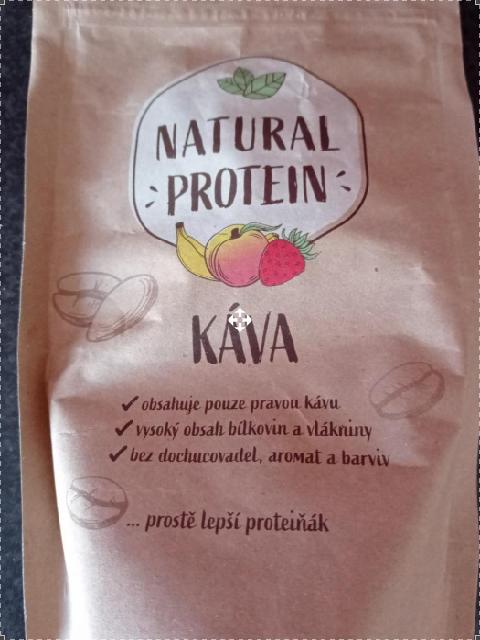 NATURAL
PROTEIN
KÁVA
✓ obsahuje pouze pravou kávu
✓ vysoký obsah bílkovin a vlákniny
✓ bez dochucovadel, aromat a barviv
... prostě lepší proteiňák